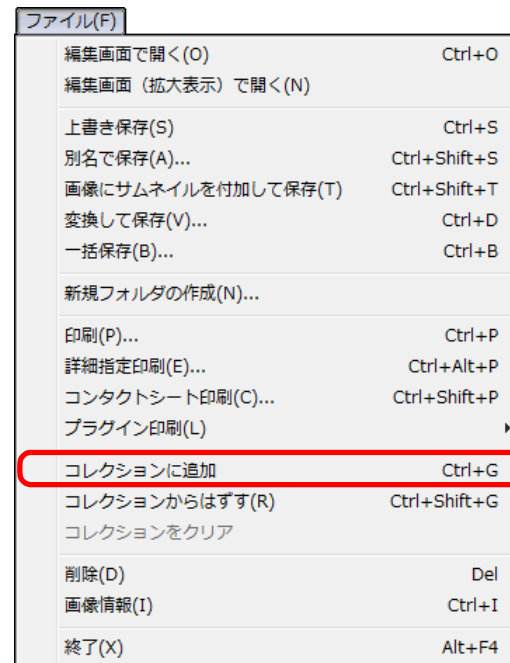 ファイル(F)
編集画面で開く(O) Ctrl+O
編集画面（拡大表示）で開く(N)
上書き保存(S) Ctrl+S
別名で保存(A)... Ctrl+Shift+S
画像にサムネイルを付加して保存(T) Ctrl+Shift+T
変換して保存(V)... Ctrl+D
一括保存(B)... Ctrl+B
新規フォルダの作成(N)...
印刷(P)... Ctrl+P
詳細指定印刷(E)... Ctrl+Alt+P
コンタクトシート印刷(C)... Ctrl+Shift+P
プラグイン印刷(L)
コレクションに追加 Ctrl+G
コレクションからはずす(R) Ctrl+Shift+G
コレクションをクリア
削除(D) Del
画像情報(I) Ctrl+I
終了(X) Alt+F4